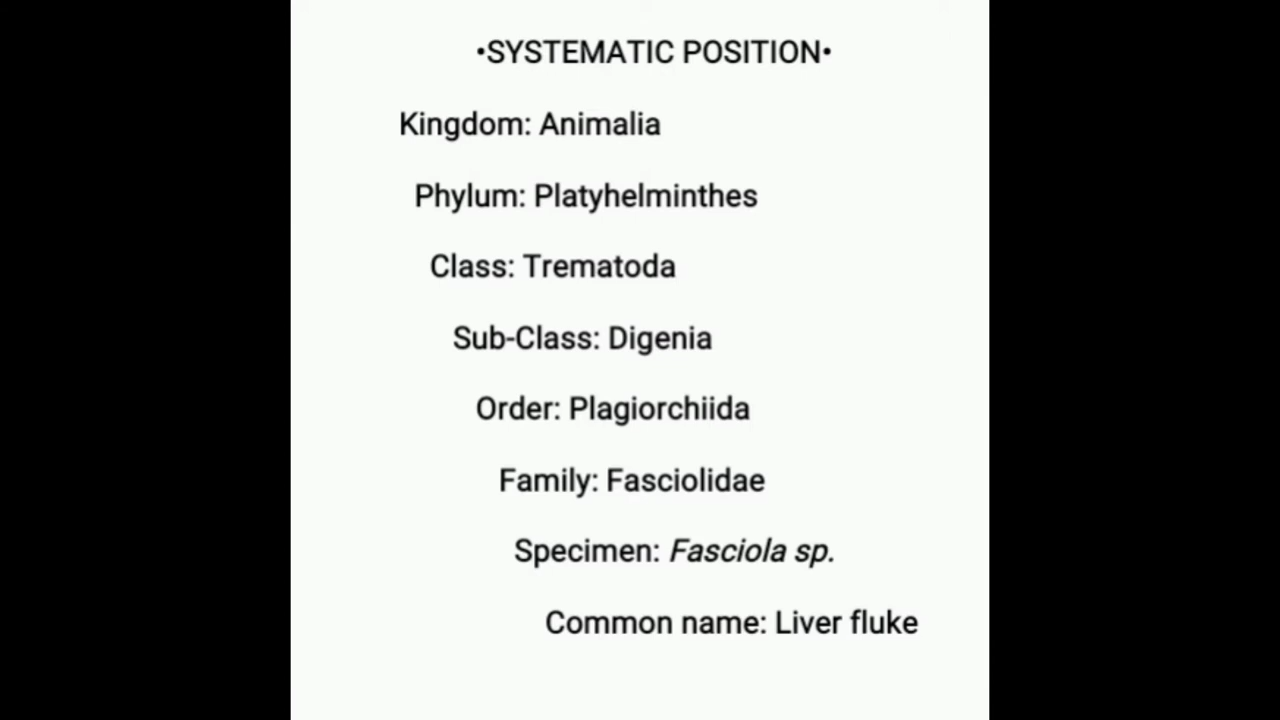 •SYSTEMATIC POSITION•
Kingdom: Animalia
Phylum: Platyhelminthes
Class: Trematoda
Sub-Class: Digenia
Order: Plagiorchiida
Family: Fasciolidae
Specimen: Fasciola sp.
Common name: Liver fluke